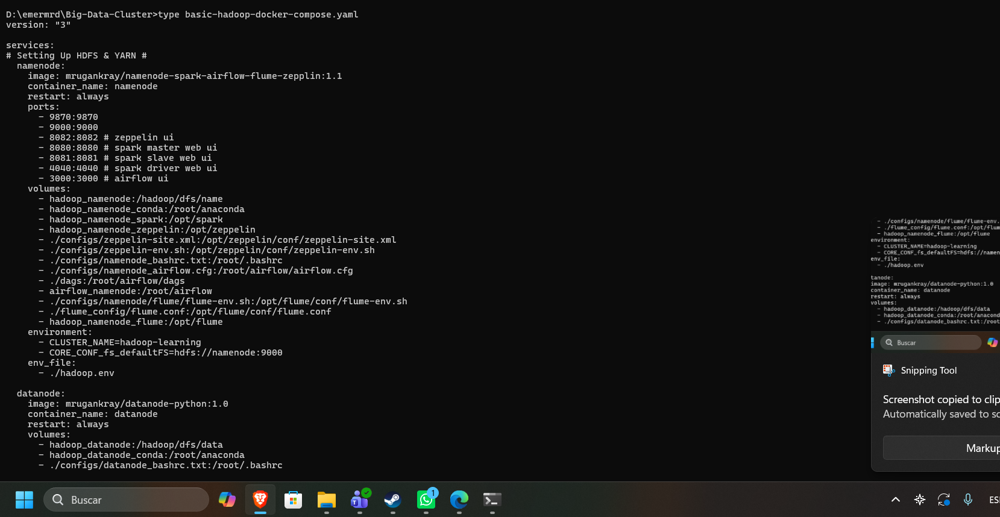 D:\emermrd\Big-Data-Cluster>type basic-hadoop-docker-compose.yaml
version: "3"
services:
# Setting Up HDFS & YARN #
  namenode:
    image: mrugankray/namenode-spark-airflow-flume-zepplin:1.1
    container_name: namenode
    restart: always
    ports:
      - 9870:9870
      - 9000:9000
      - 8082:8082 # zeppelin ui
      - 8080:8080 # spark master web ui
      - 8081:8081 # spark slave web ui
      - 4040:4040 # spark driver web ui
      - 3000:3000 # airflow ui
    volumes:
      - hadoop_namenode:/hadoop/dfs/name
      - hadoop_namenode_conda:/root/anaconda
      - hadoop_namenode_spark:/opt/spark
      - hadoop_namenode_zeppelin:/opt/zeppelin
      - ./configs/zeppelin-site.xml:/opt/zeppelin/conf/zeppelin-site.xml
      - ./configs/zeppelin-env.sh:/opt/zeppelin/conf/zeppelin-env.sh
      - ./configs/namenode_bashrc.txt:/root/.bashrc
      - ./configs/namenode_airflow.cfg:/root/airflow/airflow.cfg
      - ./dags:/root/airflow/dags
      - airflow_namenode:/root/airflow
      - ./configs/namenode/flume/flume-env.sh:/opt/flume/conf/flume-env.sh
      - ./flume_config/flume.conf:/opt/flume/conf/flume.conf
      - hadoop_namenode_flume:/opt/flume
    environment:
      - CLUSTER_NAME=hadoop-learning
      - CORE_CONF_fs_defaultFS=hdfs://namenode:9000
    env_file:
      - ./hadoop.env
  datanode:
    image: mrugankray/datanode-python:1.0
    container_name: datanode
    restart: always
    volumes:
      - hadoop_datanode:/hadoop/dfs/data
      - hadoop_datanode_conda:/root/anaconda
      - ./configs/datanode_bashrc.txt:/root/.bashrc
- ./configs/namenode/flume/flume-env.
- ./flume_config/flume.conf:/opt/flum
- hadoop_namenode_flume:/opt/flume
environment:
- CLUSTER_NAME=hadoop-learning
- CORE_CONF_fs_defaultFS=hdfs://namen
env_file:
- ./hadoop.env
tanode:
image: mrugankray/datanode-python:1.0
container_name: datanode
restart: always
volumes:
- hadoop_datanode:/hadoop/dfs/data
- hadoop_datanode_conda:/root/anacond
- ./configs/datanode_bashrc.txt:/root
Buscar
Snipping Tool
Screenshot copied to clip
Automatically saved to sc
Markup
Buscar
T
1
ESI